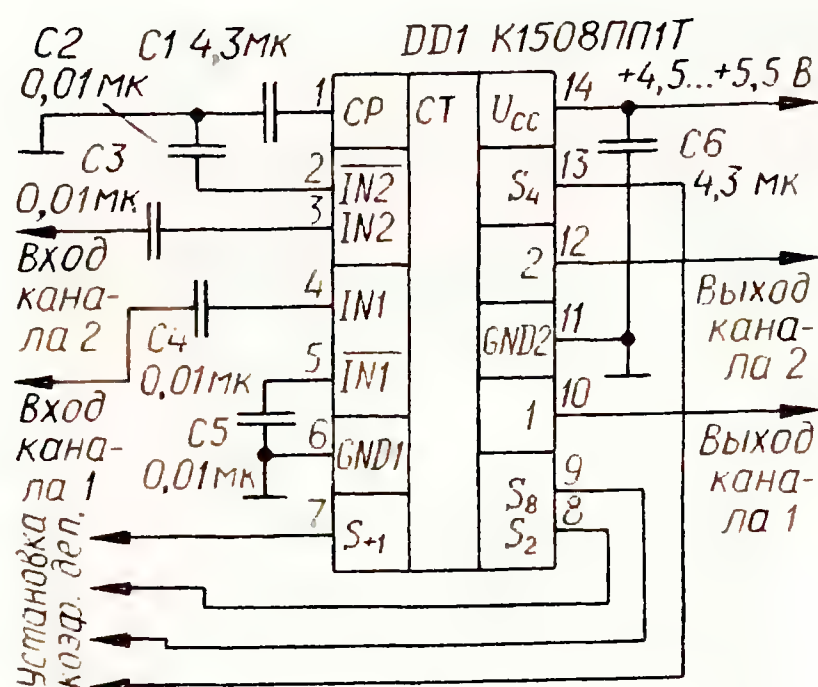 C2
C1 4,3мк
DD1 К1508ПП1Т
0,01мк
1
CP
CT
UCC
14
+4,5...+5,5 В
C3
2
IN2
S4
13
C6
4,3 мк
0,01мк
3
IN2
Вход
кана-
ла 2
2
12
Выход
кана-
ла 2
4
IN1
C4
0,01мк
GND2
11
5
IN1
Вход
кана-
ла 1
1
10
Выход
кана-
ла 1
C5
0,01мк
6
GND1
9
S8
7
S+1
S2
8
Установка
коэф. дел.